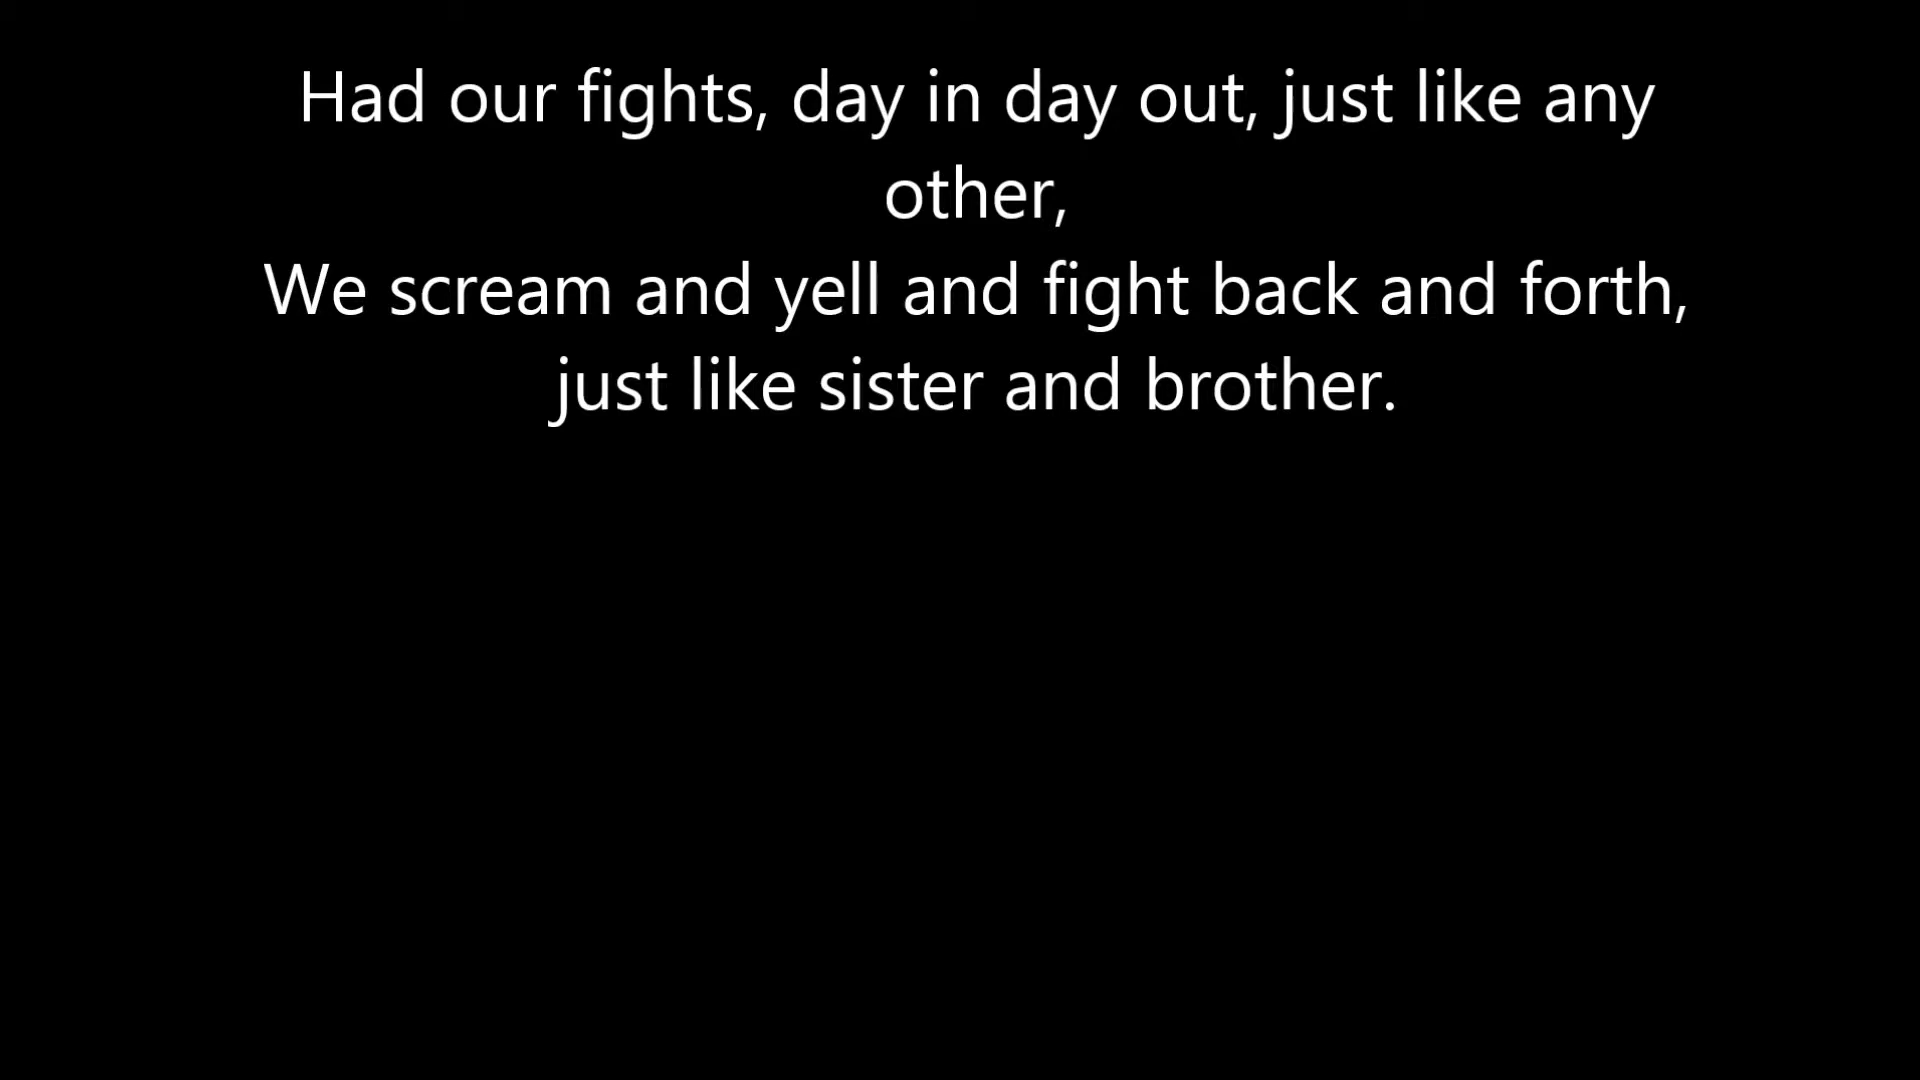 Had our fights, day in day out, just like any
other,
We scream and yell and fight back and forth,
just like sister and brother.